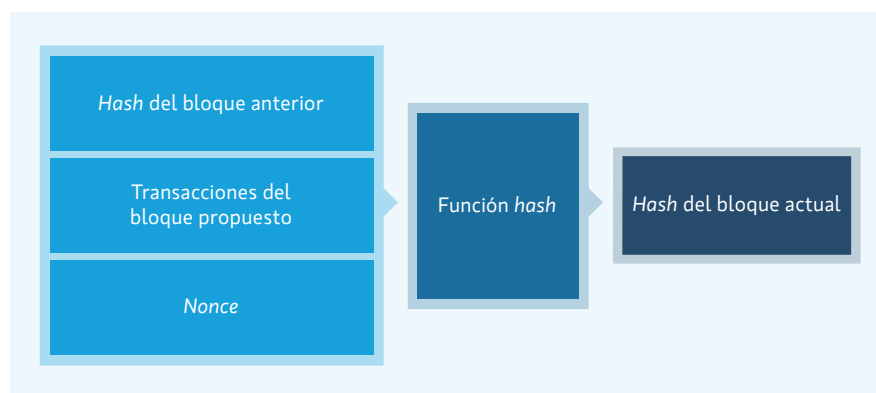 Hash del bloque anterior
Transacciones del
bloque propuesto
Nonce
Función hash
Hash del bloque actual